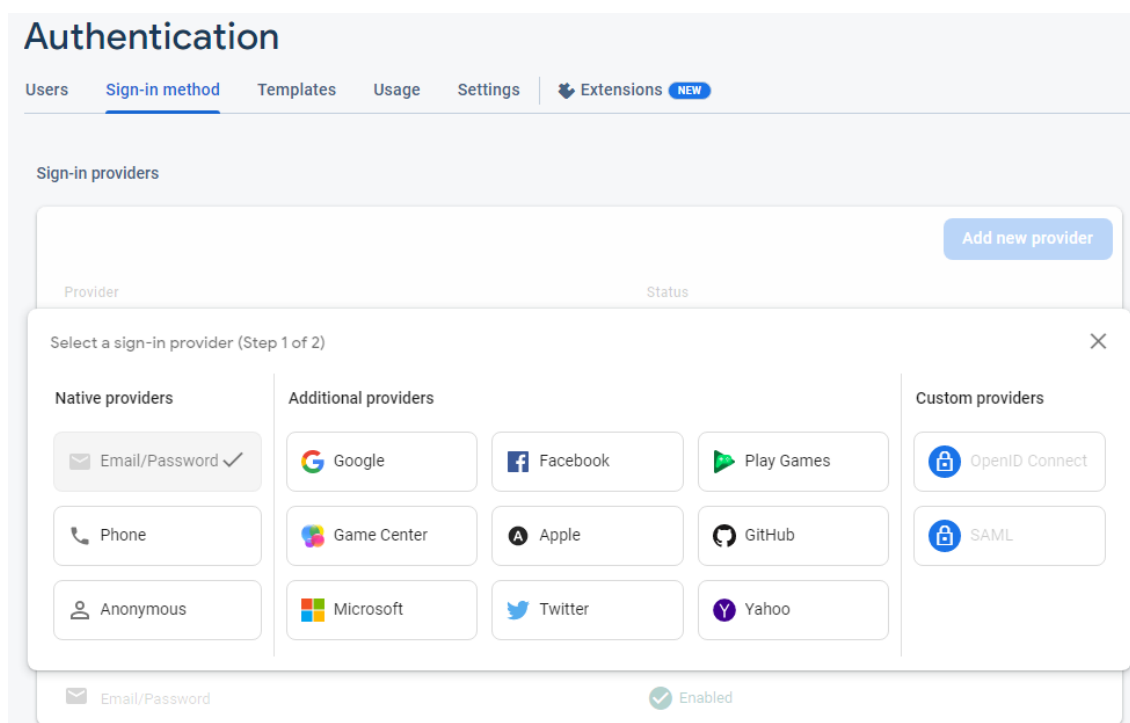 Authentication
Users Sign-in method Templates Usage Settings Extensions NEW
Sign-in providers
Add new provider
Provider Status
Select a sign-in provider (Step 1 of 2)
Native providers Additional providers Custom providers
Email/Password Google Facebook Play Games OpenID Connect
Phone Game Center Apple GitHub SAML
Anonymous Microsoft Twitter Yahoo
Email/Password Enabled